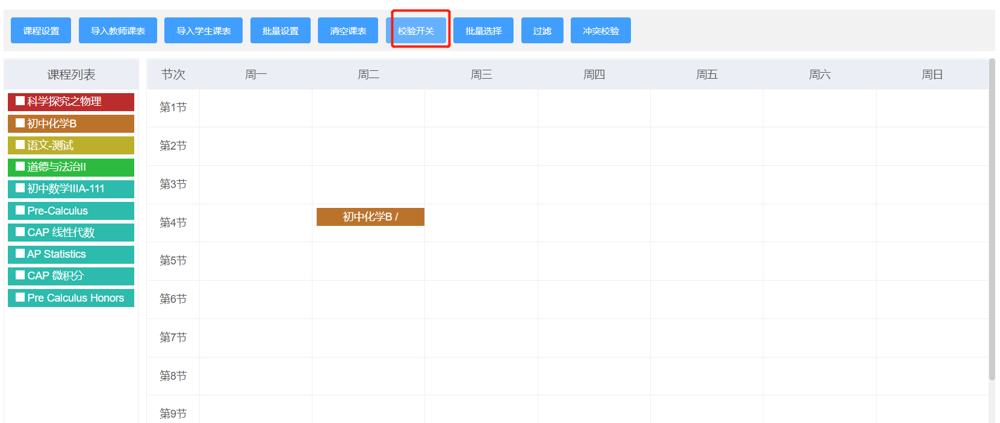 课程设置 导入教师课表 导入学生课表 批量设置 清空课表 校验开关 批量选择 过滤 冲突校验
课程列表 节次 周一 周二 周三 周四 周五 周六 周日
科学探究之物理
初中化学B
语文-测试
道德与法治II
初中数学IIIA-111
Pre-Calculus
CAP 线性代数
AP Statistics
CAP 微积分
Pre Calculus Honors
第1节
第2节
第3节
第4节 初中化学B /
第5节
第6节
第7节
第8节
第9节